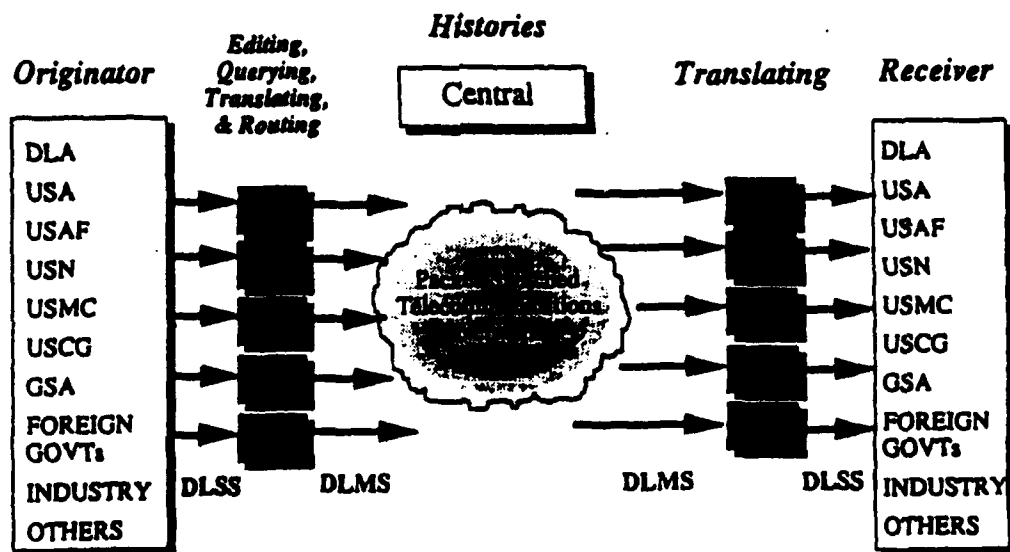 Histories
Editing,
Querying,
Translating,
& Routing
Originator
Translating
Receiver
Central
DLA
USA
USAF
USN
USMC
USCG
GSA
FOREIGN
GOVTs
INDUSTRY
OTHERS
DLSS
DLMS
DLMS
DLSS
DLA
USA
USAF
USN
USMC
USCG
GSA
FOREIGN
GOVTs
INDUSTRY
OTHERS